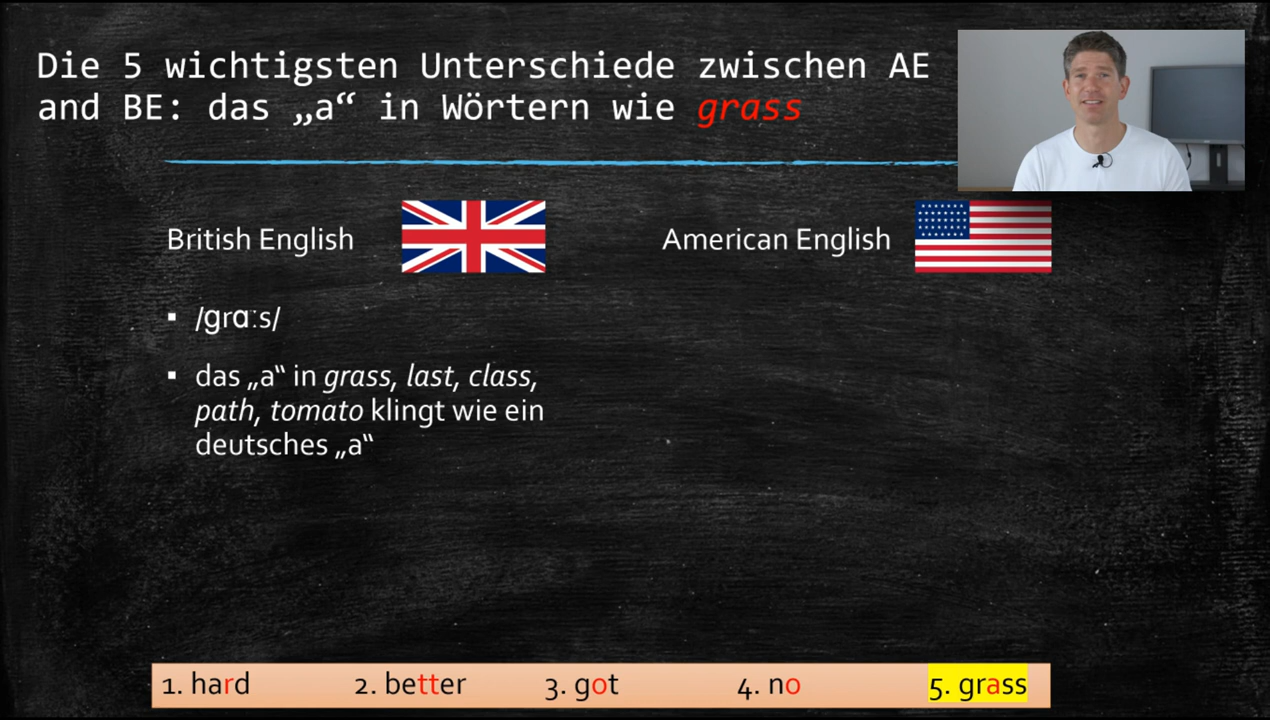 Die 5 wichtigsten Unterschiede zwischen AE
and BE: das „a“ in Wörtern wie grass
British English
American English
▪ /grɑːs/
▪ das „a“ in grass, last, class,
path, tomato klingt wie ein
deutsches „a“
1. hard 2. better 3. got 4. no 5. grass